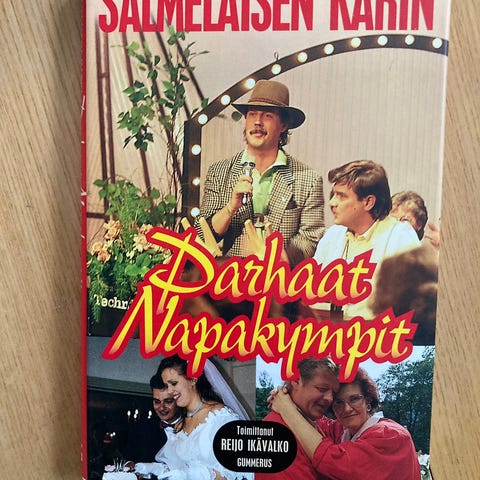 SALMELAISEN KARIN
Parhaat
Napakympit
Techn
Toimittanut
REIJO IKÄVALKO
GUMMERUS